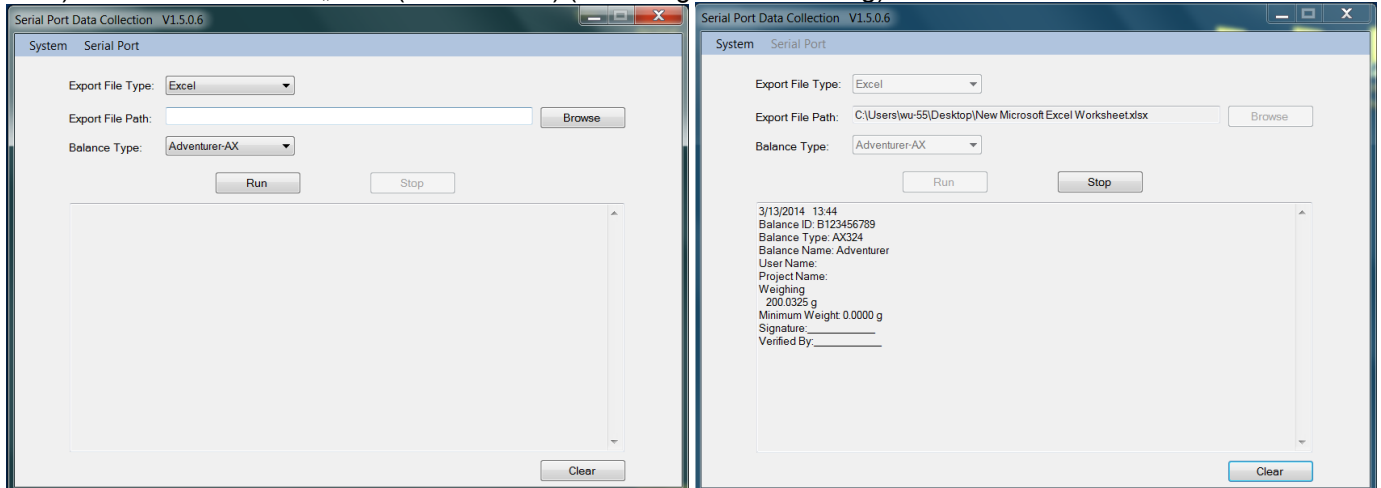 Serial Port Data Collection V1.5.0.6
System Serial Port
Export File Type: Excel
Export File Path: Browse
Balance Type: Adventurer-AX
Run Stop
Clear
Serial Port Data Collection V1.5.0.6
System Serial Port
Export File Type: Excel
Export File Path: C:\Users\wu-55\Desktop\New Microsoft Excel Worksheet.xlsx Browse
Balance Type: Adventurer-AX
Run Stop
3/13/2014 13:44
Balance ID: B123456789
Balance Type: AX324
Balance Name: Adventurer
User Name:
Project Name:
Weighing
200.0325 g
Minimum Weight: 0.0000 g
Signature:____________
Verified By:____________
Clear